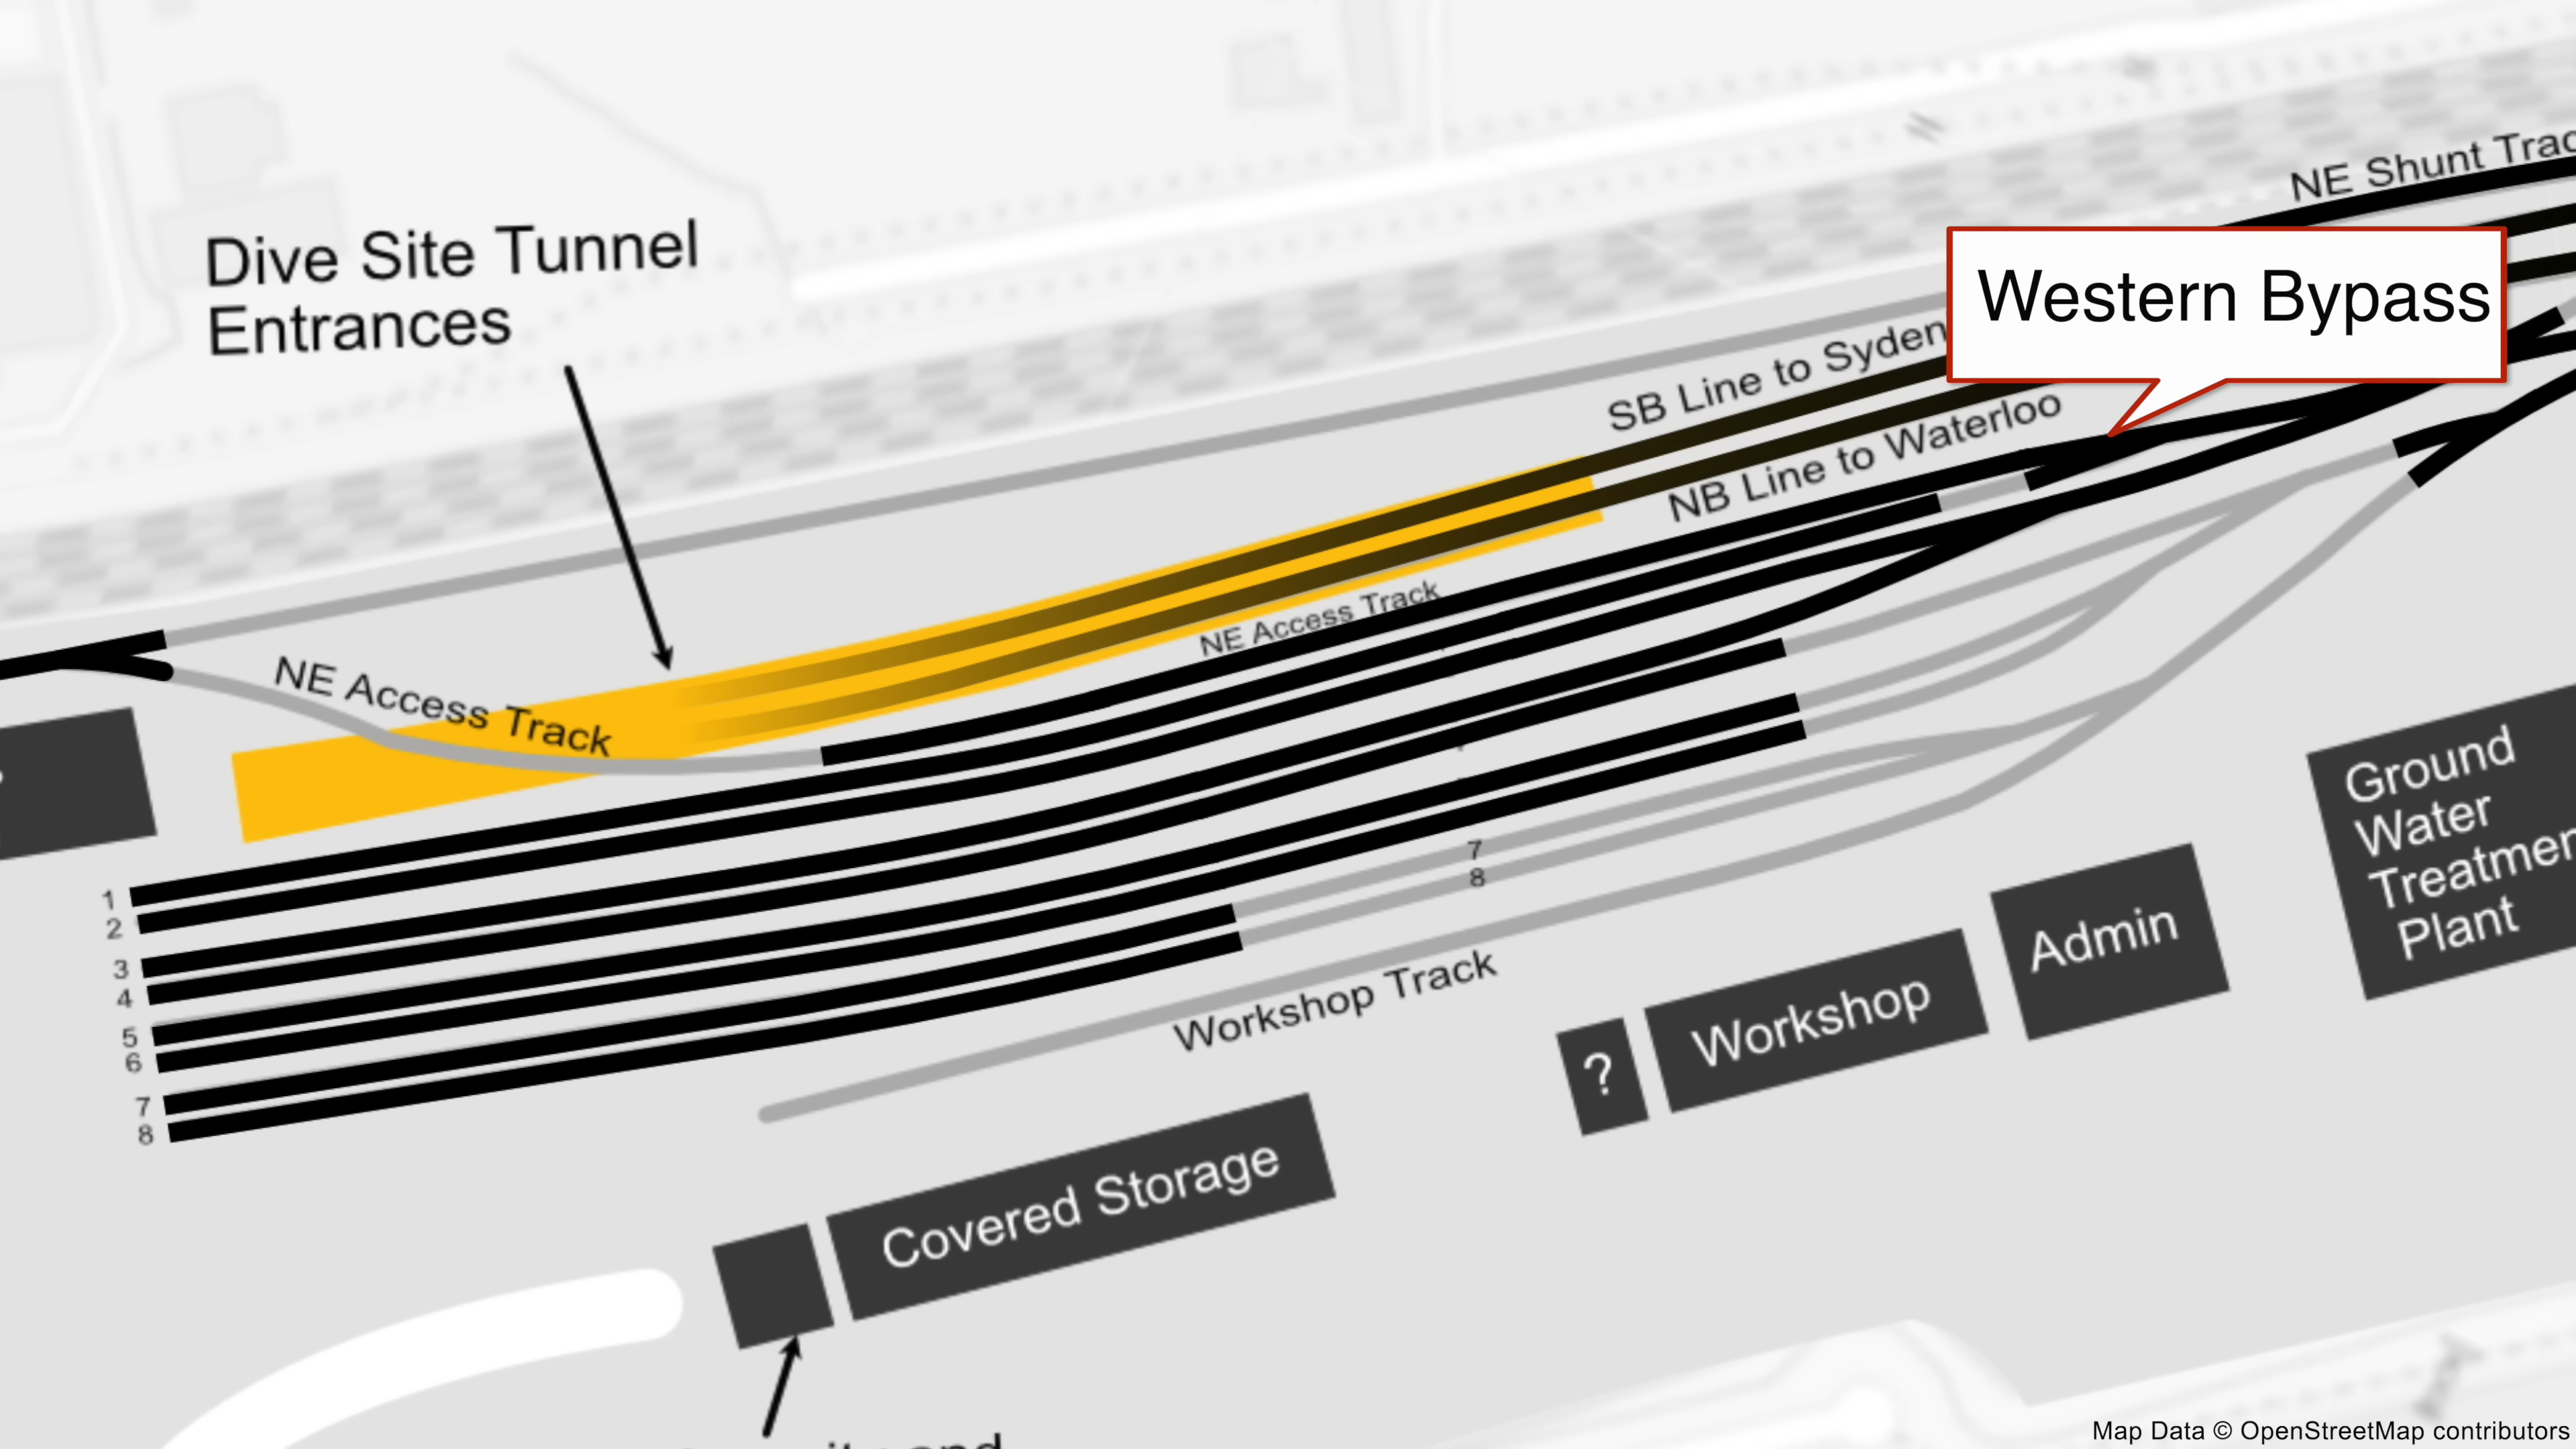 NE Shunt Trac
Dive Site Tunnel
Entrances
Western Bypass
SB Line to Syden
NB Line to Waterloo
NE Access Track
NE Access Track
1
2
3
4
5
6
7
8
7
8
Workshop Track
Ground
Water
Treatmen
Plant
Admin
Workshop
?
Covered Storage
and
Map Data © OpenStreetMap contributors